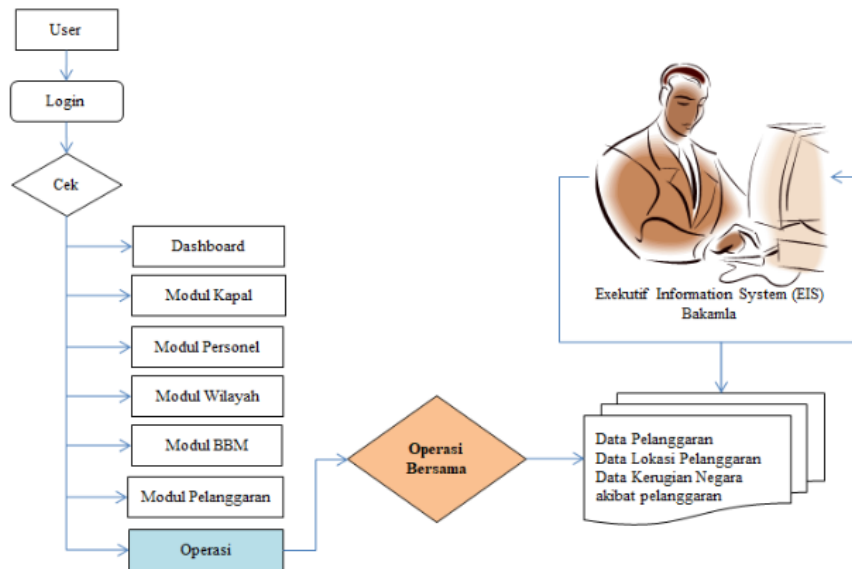 User
Login
Cek
Dashboard
Modul Kapal
Modul Personel
Modul Wilayah
Modul BBM
Modul Pelanggaran
Operasi
Operasi
Bersama
Exekutif Information System (EIS)
Bakamla
Data Pelanggaran
Data Lokasi Pelanggaran
Data Kerugian Negara
akibat pelanggaran